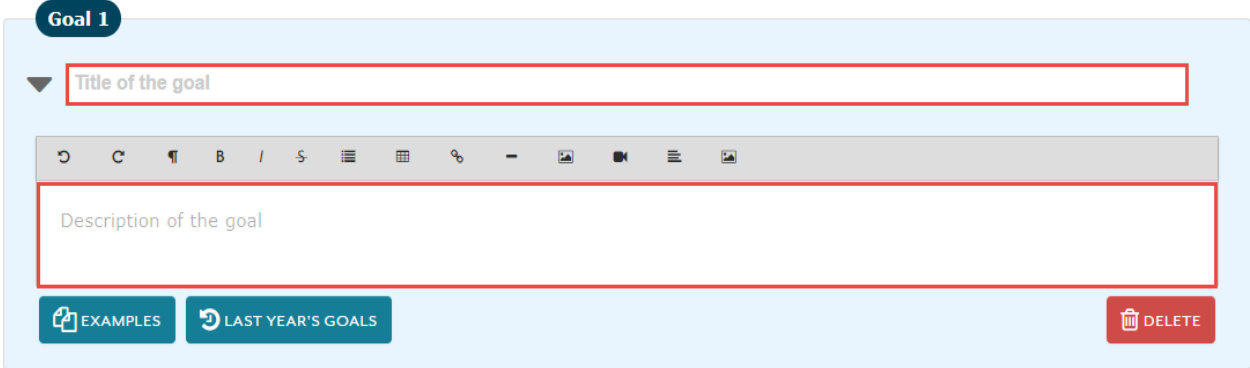 Goal 1
Title of the goal
B I S
Description of the goal
EXAMPLES LAST YEAR'S GOALS DELETE